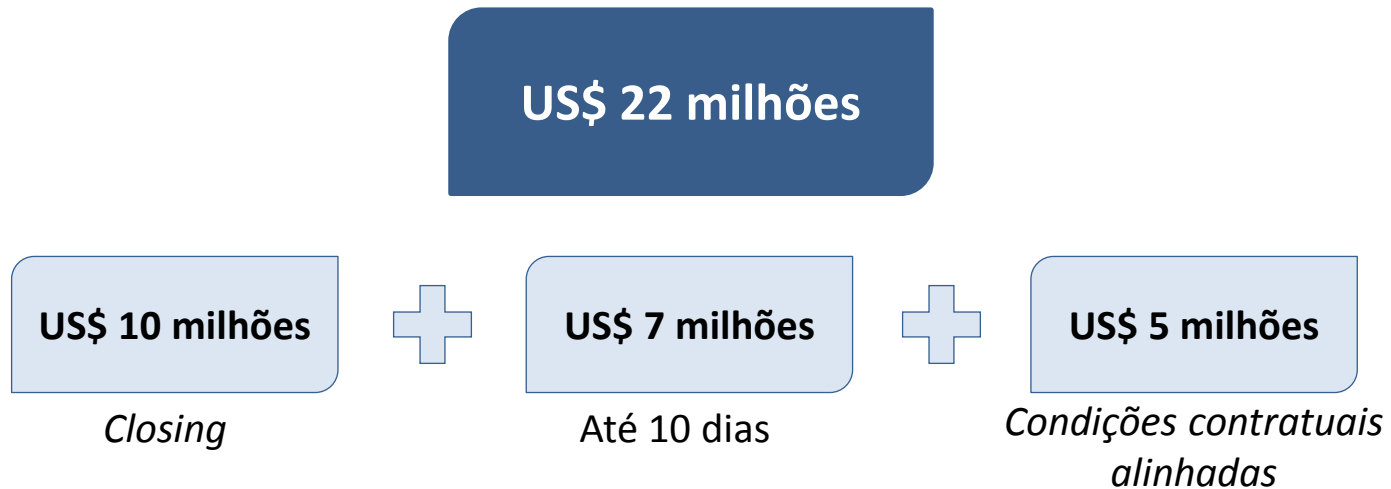 US$ 22 milhões
US$ 10 milhões
US$ 7 milhões
US$ 5 milhões
Closing
Até 10 dias
Condições contratuais
alinhadas